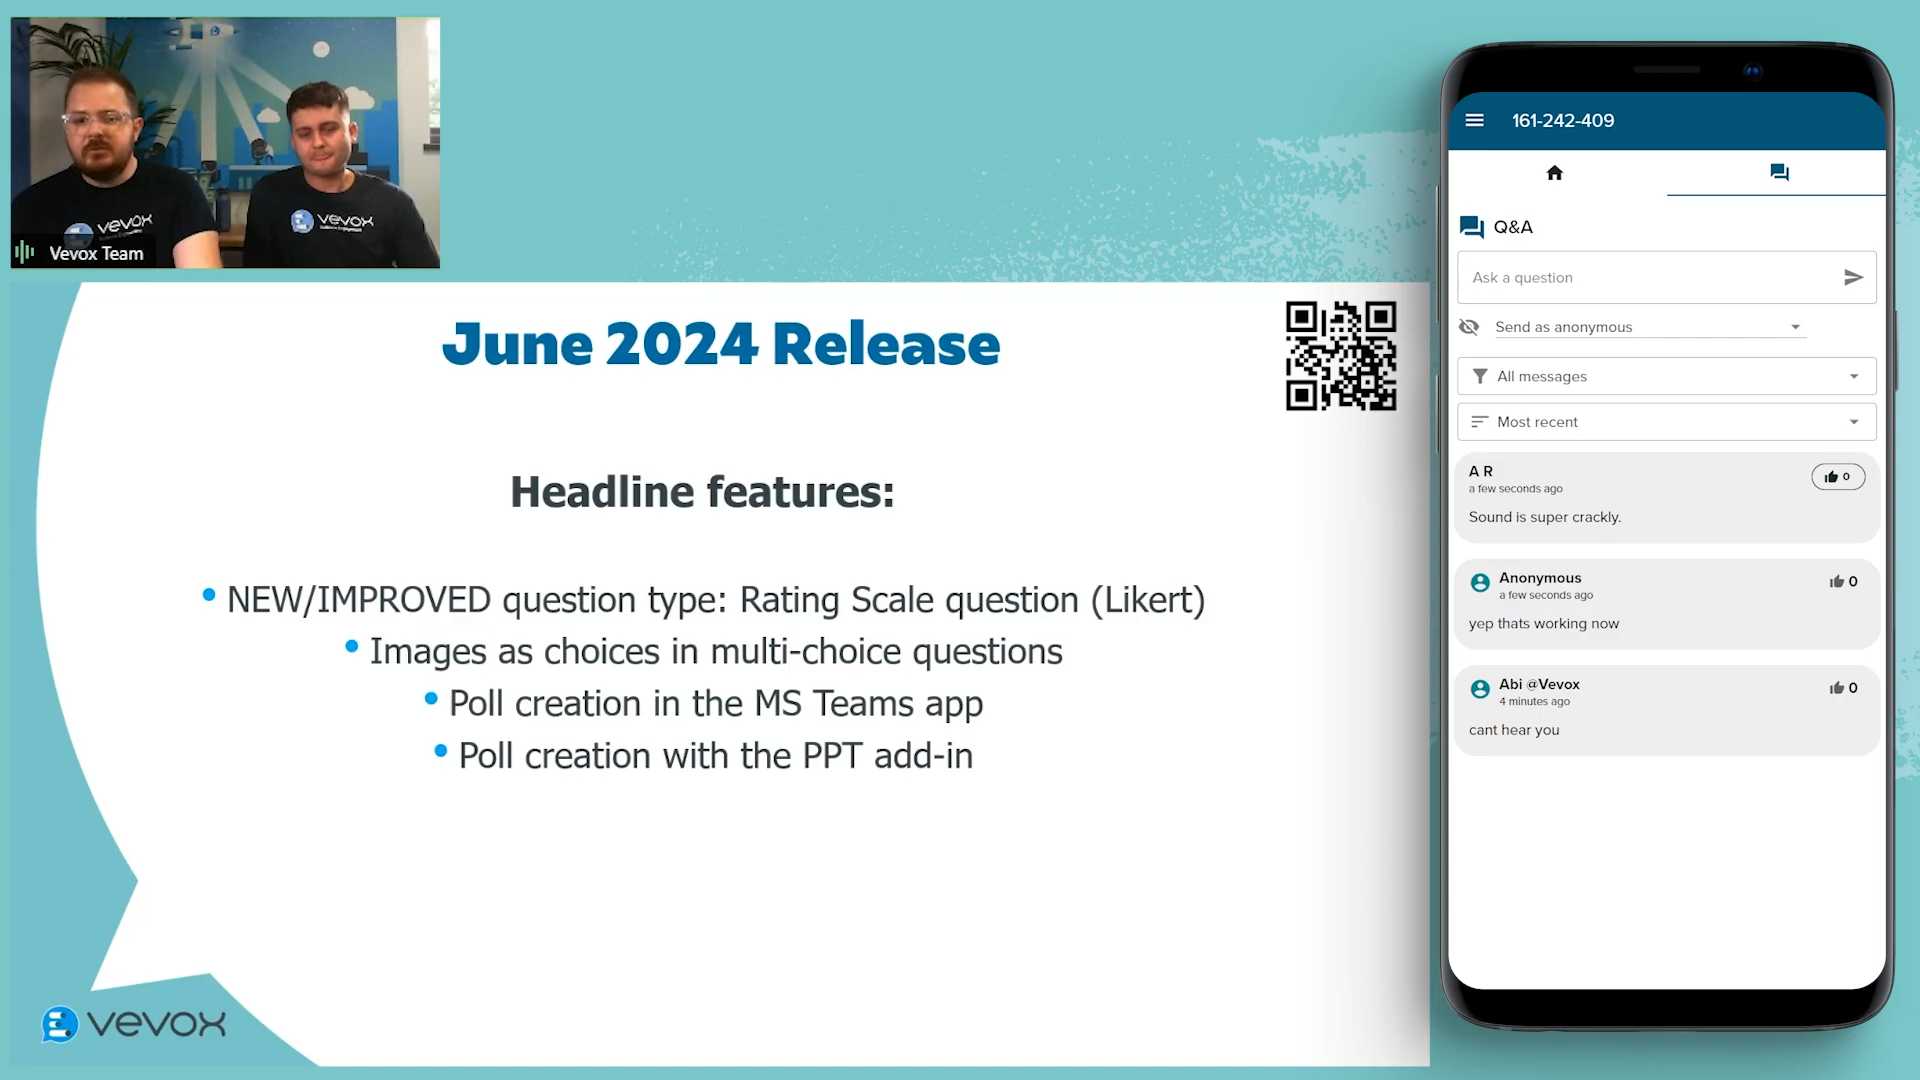 vevox
vevox
Vevox Team
June 2024 Release
Headline features:
• NEW/IMPROVED question type: Rating Scale question (Likert)
• Images as choices in multi-choice questions
• Poll creation in the MS Teams app
• Poll creation with the PPT add-in
vevox
161-242-409
Q&A
Ask a question
Send as anonymous
All messages
Most recent
A R
0
a few seconds ago
Sound is super crackly.
Anonymous
0
a few seconds ago
yep thats working now
Abi @Vevox
0
4 minutes ago
cant hear you